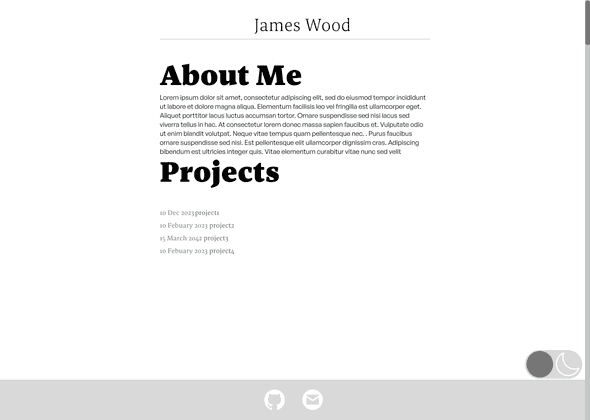 James Wood
About Me
Lorem ipsum dolor sit amet, consectetur adipiscing elit, sed do eiusmod tempor incididunt
ut labore et dolore magna aliqua. Elementum facilisis leo vel fringilla est ullamcorper eget.
Aliquet porttitor lacus luctus accumsan tortor. Ornare suspendisse sed nisi lacus sed
viverra tellus in hac. At consectetur lorem donec massa sapien faucibus et. Vulputate odio
ut enim blandit volutpat. Neque vitae tempus quam pellentesque nec. . Purus faucibus
ornare suspendisse sed nisi. Est pellentesque elit ullamcorper dignissim cras. Adipiscing
bibendum est ultricies integer quis. Vitae elementum curabitur vitae nunc sed velit
Projects
10 Dec 2023project1
10 Febuary 2023 project2
15 March 2042 project3
10 Febuary 2023 project4